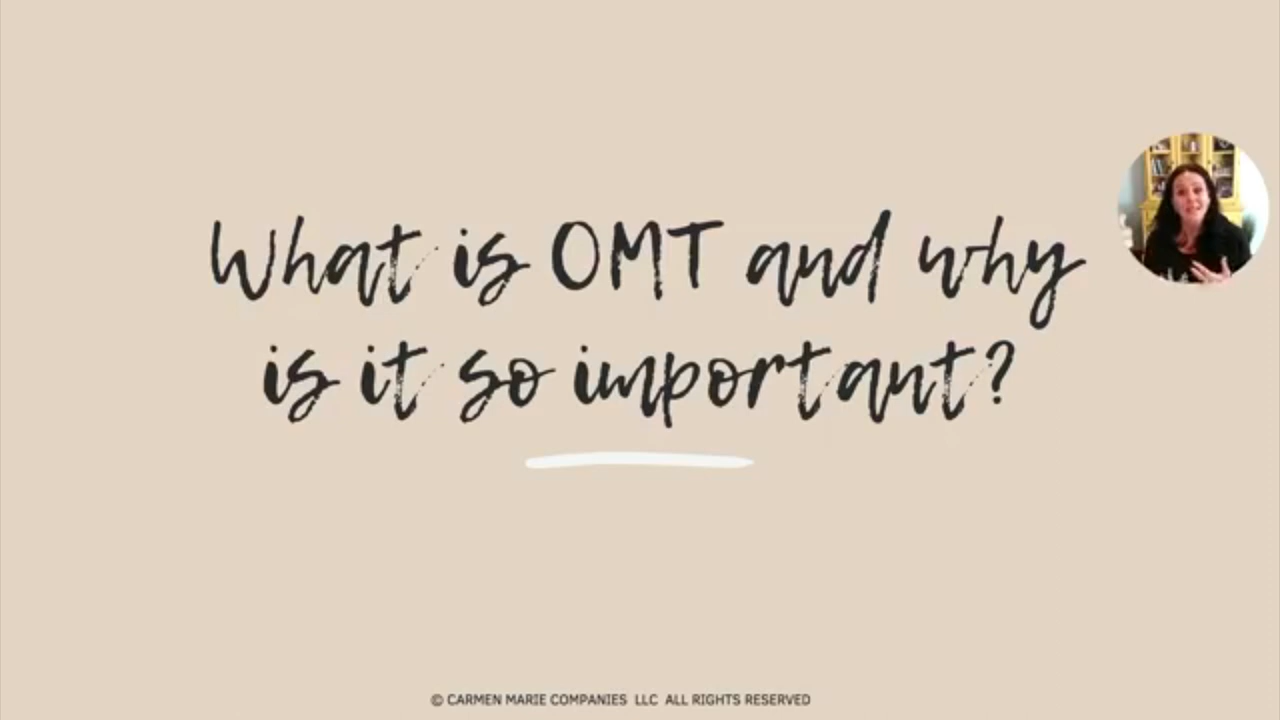 What is OMT and why
is it so important?
© CARMEN MARIE COMPANIES LLC ALL RIGHTS RESERVED